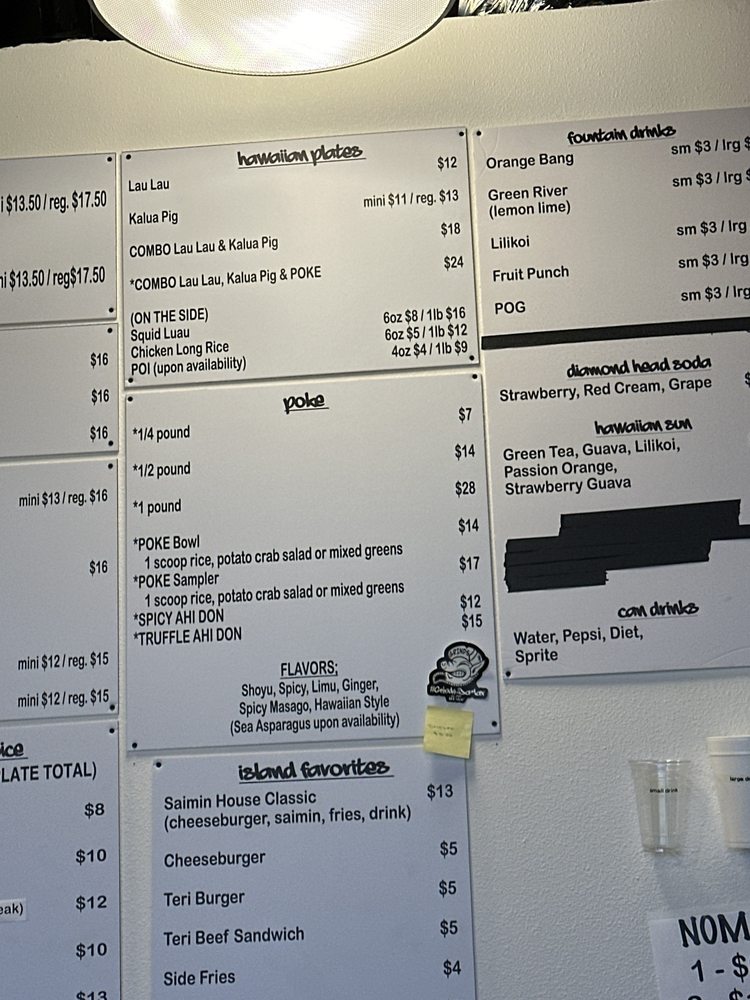 i $13.50 / reg. $17.50
ni $13.50 / reg$17.50
$16
$16
$16
mini $13 / reg. $16
$16
mini $12 / reg. $15
mini $12 / reg. $15
ice
LATE TOTAL)
$8
$10
eak) $12
$10
$13
hawaiian plates
Lau Lau $12
Kalua Pig mini $11 / reg. $13
COMBO Lau Lau & Kalua Pig $18
*COMBO Lau Lau, Kalua Pig & POKE $24
(ON THE SIDE)
Squid Luau 6oz $8 / 1lb $16
Chicken Long Rice 6oz $5 / 1lb $12
POI (upon availability) 4oz $4 / 1lb $9
poke
*1/4 pound $7
*1/2 pound $14
*1 pound $28
*POKE Bowl $14
1 scoop rice, potato crab salad or mixed greens
*POKE Sampler $17
1 scoop rice, potato crab salad or mixed greens
*SPICY AHI DON $12
*TRUFFLE AHI DON $15
FLAVORS;
Shoyu, Spicy, Limu, Ginger,
Spicy Masago, Hawaiian Style
(Sea Asparagus upon availability)
island favorites
Saimin House Classic $13
(cheeseburger, saimin, fries, drink)
Cheeseburger $5
Teri Burger $5
Teri Beef Sandwich $5
Side Fries $4
fountain drinks
Orange Bang sm $3 / lrg $
Green River sm $3 / lrg $
(lemon lime)
Lilikoi sm $3 / lrg
Fruit Punch sm $3 / lrg
POG sm $3 / lrg
diamond head soda
Strawberry, Red Cream, Grape $
hawaiian sun
Green Tea, Guava, Lilikoi,
Passion Orange,
Strawberry Guava
can drinks
Water, Pepsi, Diet,
Sprite
small drink
large d
NOM
1 - $